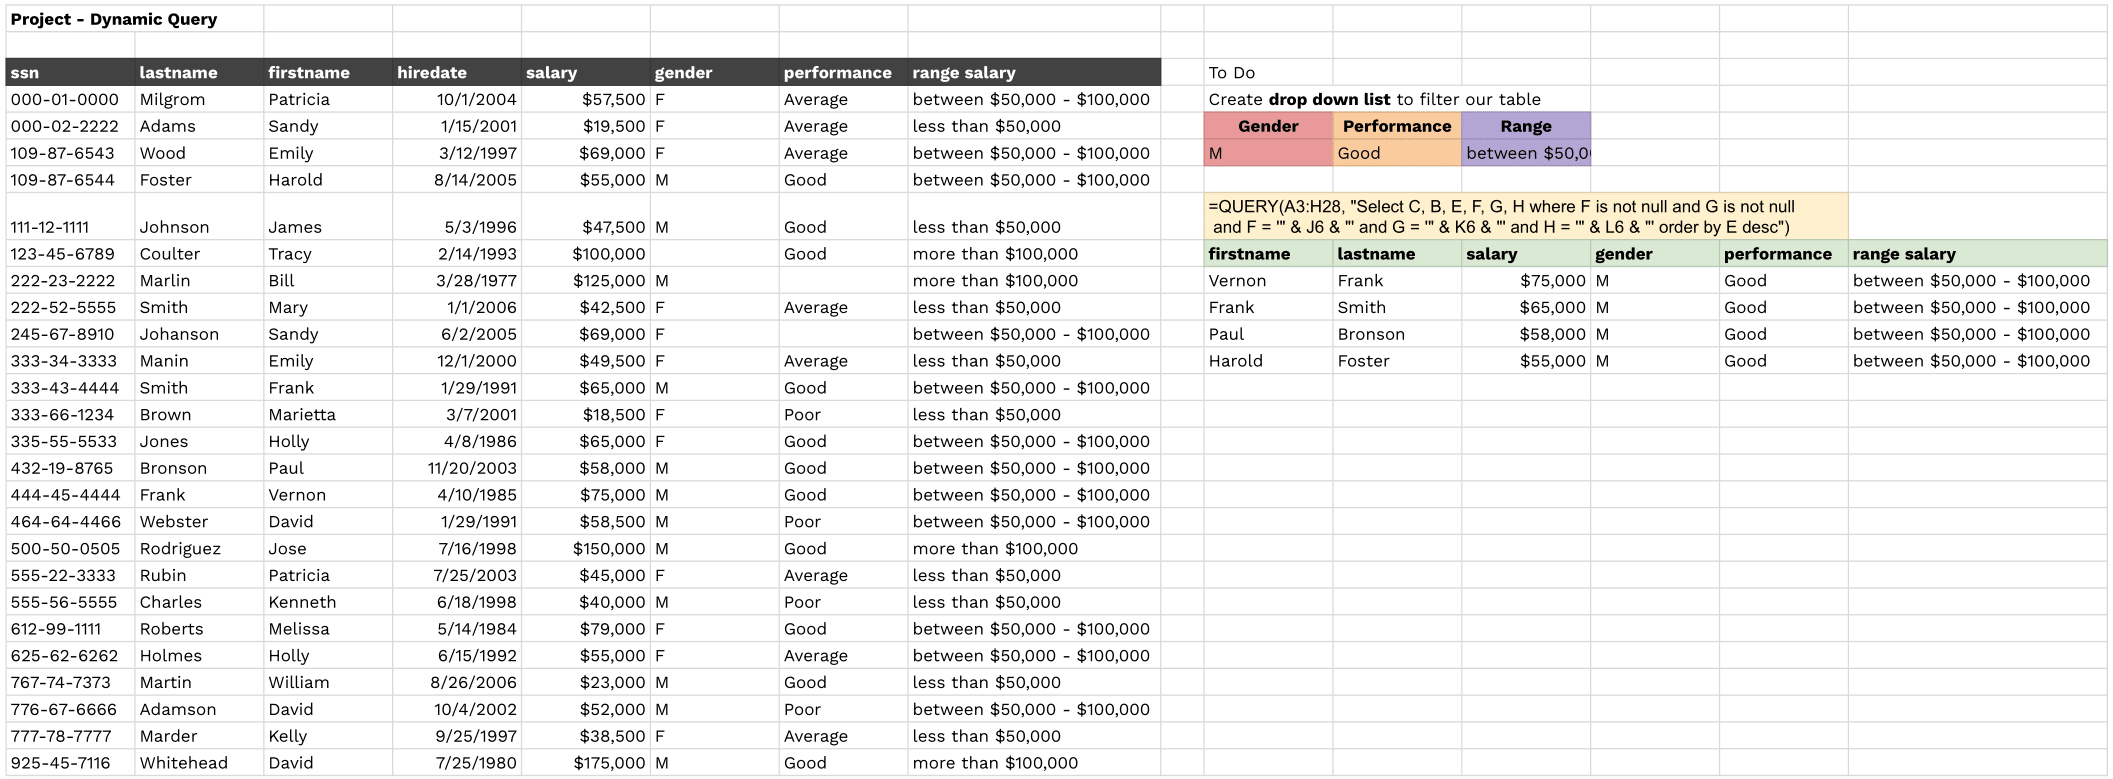 Project - Dynamic Query
ssn lastname firstname hiredate salary gender performance range salary To Do
000-01-0000 Milgrom Patricia 10/1/2004 $57,500 F Average between $50,000 - $100,000 Create drop down list to filter our table
000-02-2222 Adams Sandy 1/15/2001 $19,500 F Average less than $50,000 Gender Performance Range
109-87-6543 Wood Emily 3/12/1997 $69,000 F Average between $50,000 - $100,000 M Good between $50,0
109-87-6544 Foster Harold 8/14/2005 $55,000 M Good between $50,000 - $100,000
=QUERY(A3:H28, "Select C, B, E, F, G, H where F is not null and G is not null
111-12-1111 Johnson James 5/3/1996 $47,500 M Good less than $50,000 and F = '" & J6 & "' and G = '" & K6 & "' and H = '" & L6 & "' order by E desc")
123-45-6789 Coulter Tracy 2/14/1993 $100,000 Good more than $100,000 firstname lastname salary gender performance range salary
222-23-2222 Marlin Bill 3/28/1977 $125,000 M more than $100,000 Vernon Frank $75,000 M Good between $50,000 - $100,000
222-52-5555 Smith Mary 1/1/2006 $42,500 F Average less than $50,000 Frank Smith $65,000 M Good between $50,000 - $100,000
245-67-8910 Johanson Sandy 6/2/2005 $69,000 F between $50,000 - $100,000 Paul Bronson $58,000 M Good between $50,000 - $100,000
333-34-3333 Manin Emily 12/1/2000 $49,500 F Average less than $50,000 Harold Foster $55,000 M Good between $50,000 - $100,000
333-43-4444 Smith Frank 1/29/1991 $65,000 M Good between $50,000 - $100,000
333-66-1234 Brown Marietta 3/7/2001 $18,500 F Poor less than $50,000
335-55-5533 Jones Holly 4/8/1986 $65,000 F Good between $50,000 - $100,000
432-19-8765 Bronson Paul 11/20/2003 $58,000 M Good between $50,000 - $100,000
444-45-4444 Frank Vernon 4/10/1985 $75,000 M Good between $50,000 - $100,000
464-64-4466 Webster David 1/29/1991 $58,500 M Poor between $50,000 - $100,000
500-50-0505 Rodriguez Jose 7/16/1998 $150,000 M Good more than $100,000
555-22-3333 Rubin Patricia 7/25/2003 $45,000 F Average less than $50,000
555-56-5555 Charles Kenneth 6/18/1998 $40,000 M Poor less than $50,000
612-99-1111 Roberts Melissa 5/14/1984 $79,000 F Good between $50,000 - $100,000
625-62-6262 Holmes Holly 6/15/1992 $55,000 F Average between $50,000 - $100,000
767-74-7373 Martin William 8/26/2006 $23,000 M Good less than $50,000
776-67-6666 Adamson David 10/4/2002 $52,000 M Poor between $50,000 - $100,000
777-78-7777 Marder Kelly 9/25/1997 $38,500 F Average less than $50,000
925-45-7116 Whitehead David 7/25/1980 $175,000 M Good more than $100,000